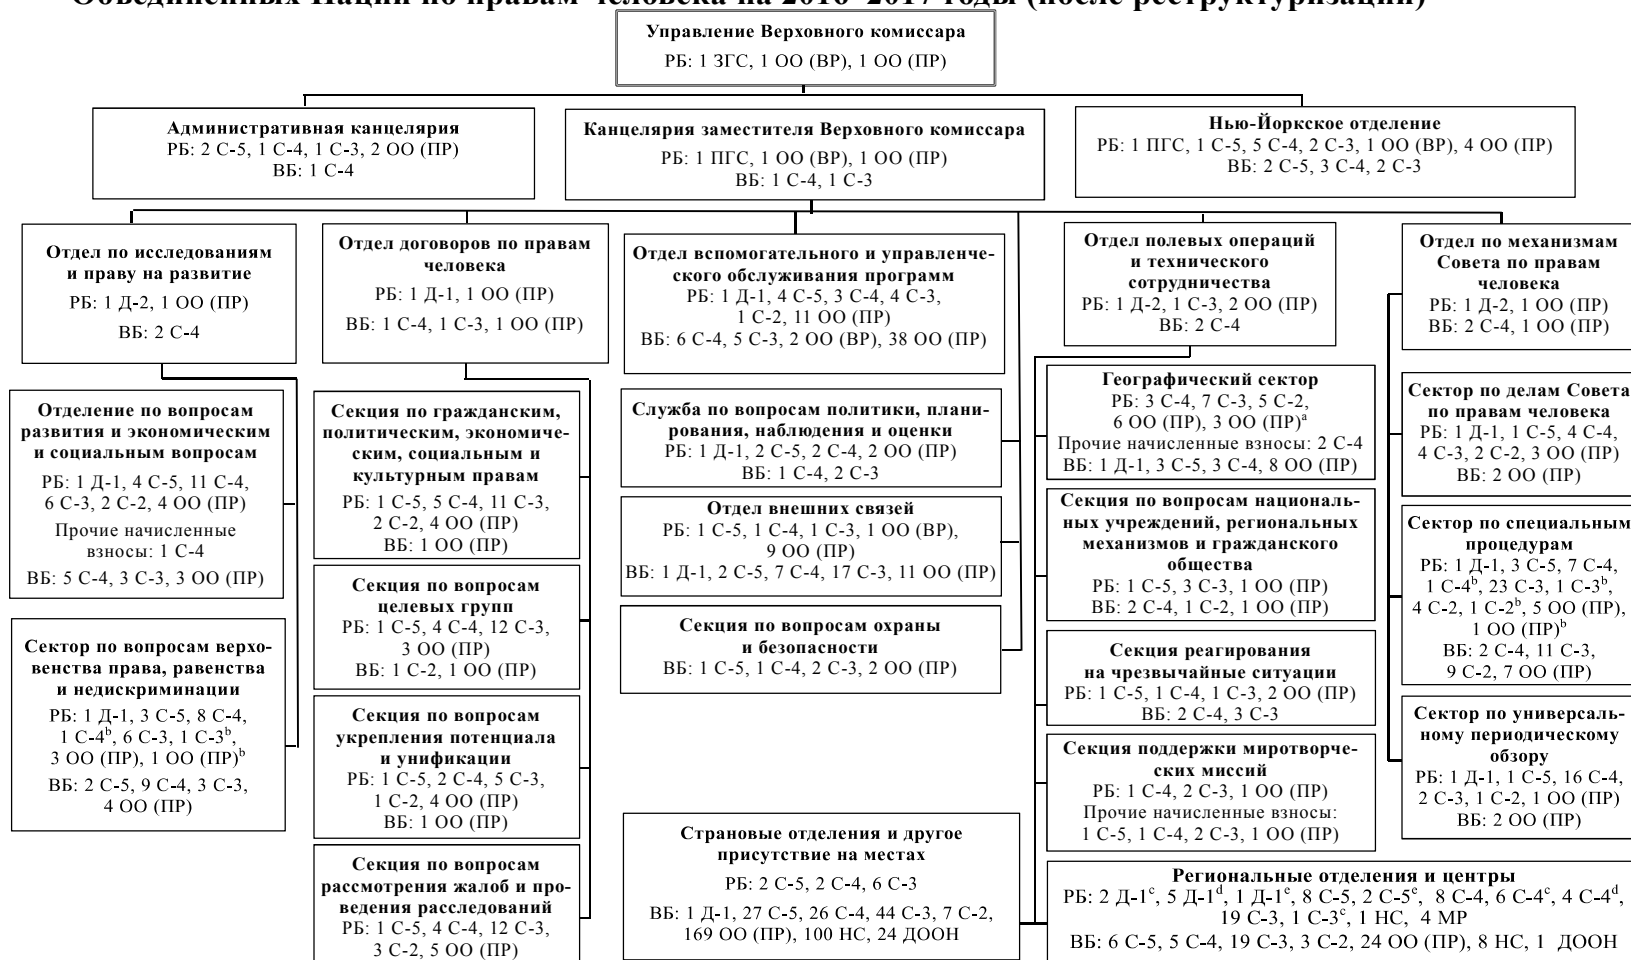 Объединенных Наций по правам человека на 2016–2017 годы (после реструктуризации)
Управление Верховного комиссара
РБ: 1 ЗГС, 1 ОО (ВР), 1 ОО (ПР)
Административная канцелярия
РБ: 2 С-5, 1 С-4, 1 С-3, 2 ОО (ПР)
ВБ: 1 С-4
Канцелярия заместителя Верховного комиссара
РБ: 1 ПГС, 1 ОО (ВР), 1 ОО (ПР)
ВБ: 1 С-4, 1 С-3
Нью-Йоркское отделение
РБ: 1 ПГС, 1 С-5, 5 С-4, 2 С-3, 1 ОО (ВР), 4 ОО (ПР)
ВБ: 2 С-5, 3 С-4, 2 С-3
Отдел по исследованиям
и праву на развитие
РБ: 1 Д-2, 1 ОО (ПР)
ВБ: 2 С-4
Отделение по вопросам
развития и экономическим
и социальным вопросам
РБ: 1 Д-1, 4 С-5, 11 С-4,
6 С-3, 2 С-2, 4 ОО (ПР)
Прочие начисленные
взносы: 1 С-4
ВБ: 5 С-4, 3 С-3, 3 ОО (ПР)
Сектор по вопросам верхо-
венства права, равенства
и недискриминации
РБ: 1 Д-1, 3 С-5, 8 С-4,
1 С-4ᵇ, 6 С-3, 1 С-3ᵇ,
3 ОО (ПР), 1 ОО (ПР)ᵇ
ВБ: 2 С-5, 9 С-4, 3 С-3,
4 ОО (ПР)
Отдел договоров по правам
человека
РБ: 1 Д-1, 1 ОО (ПР)
ВБ: 1 С-4, 1 С-3, 1 ОО (ПР)
Секция по гражданским,
политическим, экономиче-
ским, социальным и
культурным правам
РБ: 1 С-5, 5 С-4, 11 С-3,
2 С-2, 4 ОО (ПР)
ВБ: 1 ОО (ПР)
Секция по вопросам
целевых групп
РБ: 1 С-5, 4 С-4, 12 С-3,
3 ОО (ПР)
ВБ: 1 С-2, 1 ОО (ПР)
Секция по вопросам
укрепления потенциала
и унификации
РБ: 1 С-5, 2 С-4, 5 С-3,
1 С-2, 4 ОО (ПР)
ВБ: 1 ОО (ПР)
Секция по вопросам
рассмотрения жалоб и про-
ведения расследований
РБ: 1 С-5, 4 С-4, 12 С-3,
3 С-2, 5 ОО (ПР)
Отдел вспомогательного и управленче-
ского обслуживания программ
РБ: 1 Д-1, 4 С-5, 3 С-4, 4 С-3,
1 С-2, 11 ОО (ПР)
ВБ: 6 С-4, 5 С-3, 2 ОО (ВР), 38 ОО (ПР)
Служба по вопросам политики, плани-
рования, наблюдения и оценки
РБ: 1 Д-1, 2 С-5, 2 С-4, 2 ОО (ПР)
ВБ: 1 С-4, 2 С-3
Отдел внешних связей
РБ: 1 С-5, 1 С-4, 1 С-3, 1 ОО (ВР),
9 ОО (ПР)
ВБ: 1 Д-1, 2 С-5, 7 С-4, 17 С-3, 11 ОО (ПР)
Секция по вопросам охраны
и безопасности
ВБ: 1 С-5, 1 С-4, 2 С-3, 2 ОО (ПР)
Отдел полевых операций
и технического
сотрудничества
РБ: 1 Д-2, 1 С-3, 2 ОО (ПР)
ВБ: 2 С-4
Географический сектор
РБ: 3 С-4, 7 С-3, 5 С-2,
6 ОО (ПР), 3 ОО (ПР)ᵃ
Прочие начисленные взносы: 2 С-4
ВБ: 1 Д-1, 3 С-5, 3 С-4, 8 ОО (ПР)
Секция по вопросам националь-
ных учреждений, региональных
механизмов и гражданского
общества
РБ: 1 С-5, 3 С-3, 1 ОО (ПР)
ВБ: 2 С-4, 1 С-2, 1 ОО (ПР)
Секция реагирования
на чрезвычайные ситуации
РБ: 1 С-5, 1 С-4, 1 С-3, 2 ОО (ПР)
ВБ: 2 С-4, 3 С-3
Секция поддержки миротворче-
ских миссий
РБ: 1 С-4, 2 С-3, 1 ОО (ПР)
Прочие начисленные взносы:
1 С-5, 1 С-4, 2 С-3, 1 ОО (ПР)
Страновые отделения и другое
присутствие на местах
РБ: 2 С-5, 2 С-4, 6 С-3
ВБ: 1 Д-1, 27 С-5, 26 С-4, 44 С-3, 7 С-2,
169 ОО (ПР), 100 НС, 24 ДООН
Региональные отделения и центры
РБ: 2 Д-1ᶜ, 5 Д-1ᵈ, 1 Д-1ᵉ, 8 С-5, 2 С-5ᵉ, 8 С-4, 6 С-4ᶜ, 4 С-4ᵈ,
19 С-3, 1 С-3ᶜ, 1 НС, 4 МР
ВБ: 6 С-5, 5 С-4, 19 С-3, 3 С-2, 24 ОО (ПР), 8 НС, 1 ДООН
Отдел по механизмам
Совета по правам
человека
РБ: 1 Д-2, 1 ОО (ПР)
ВБ: 2 С-4, 1 ОО (ПР)
Сектор по делам Совета
по правам человека
РБ: 1 Д-1, 1 С-5, 4 С-4,
4 С-3, 2 С-2, 3 ОО (ПР)
ВБ: 2 ОО (ПР)
Сектор по специальным
процедурам
РБ: 1 Д-1, 3 С-5, 7 С-4,
1 С-4ᵇ, 23 С-3, 1 С-3ᵇ,
4 С-2, 1 С-2ᵇ, 5 ОО (ПР),
1 ОО (ПР)ᵇ
ВБ: 2 С-4, 11 С-3,
9 С-2, 7 ОО (ПР)
Сектор по универсаль-
ному периодическому
обзору
РБ: 1 Д-1, 1 С-5, 16 С-4,
2 С-3, 1 С-2, 1 ОО (ПР)
ВБ: 2 ОО (ПР)